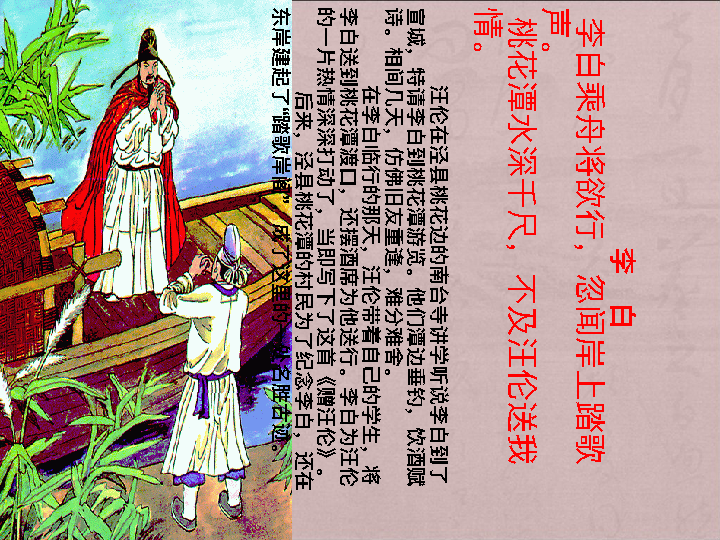 李 白
李白乘舟将欲行，忽闻岸上踏歌
声。
桃花潭水深千尺，不及汪伦送我
情。
汪伦在泾县桃花边的南台寺讲学听说李白到了
宣城，特请李白到桃花潭游览。他们潭边垂钓，饮酒赋
诗。相间几天，仿佛旧友重逢，难分难舍。
在李白临行的那天，汪伦带着自己的学生，将
李白送到桃花潭渡口，还摆酒席为他送行。李白为汪伦
的一片热情深深打动了，当即写下了这首《赠汪伦》。
后来，泾县桃花潭的村民为了纪念李白，还在
东岸建起了“踏歌岸阁”，成了这里的一处名胜古迹。